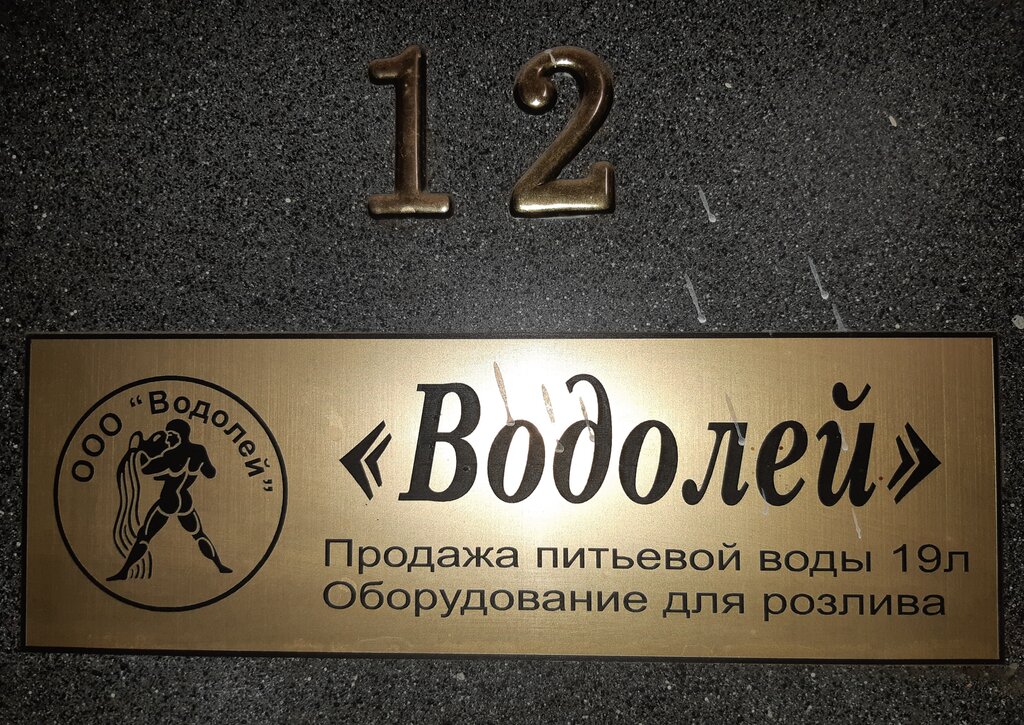 12
ООО “Водолей”
«Водолей»
Продажа питьевой воды 19л
Оборудование для розлива